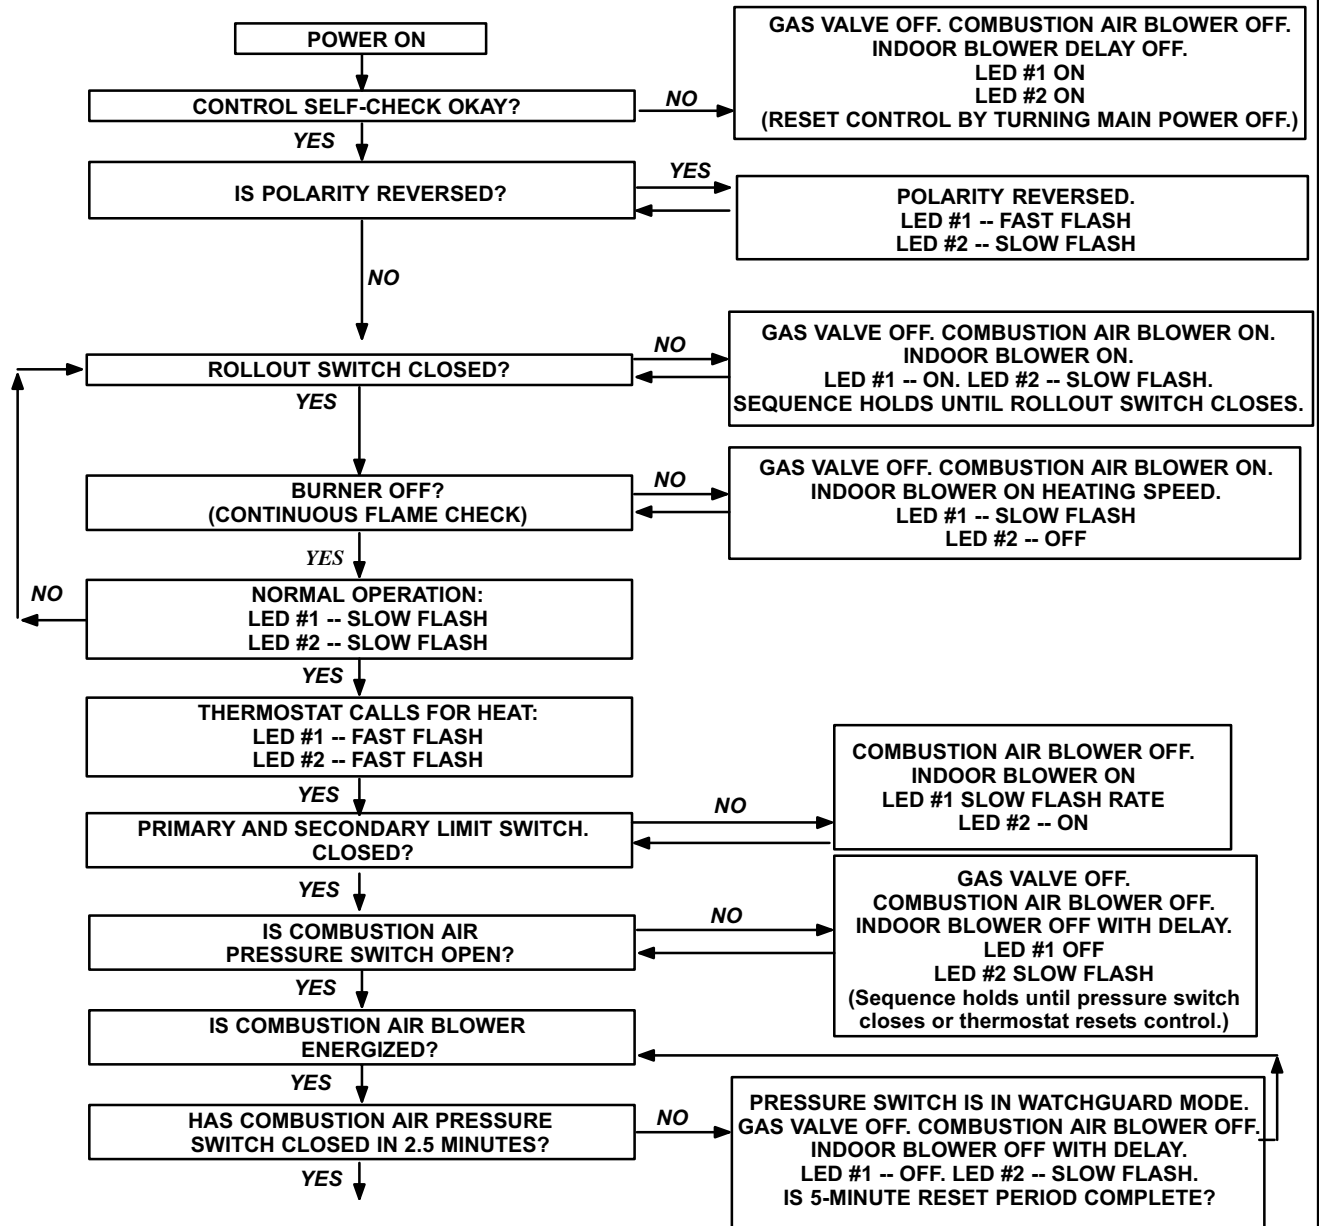 POWER ON
GAS VALVE OFF. COMBUSTION AIR BLOWER OFF.
INDOOR BLOWER DELAY OFF.
LED #1 ON
LED #2 ON
(RESET CONTROL BY TURNING MAIN POWER OFF.)
CONTROL SELF-CHECK OKAY?
NO
YES
IS POLARITY REVERSED?
YES
POLARITY REVERSED.
LED #1 -- FAST FLASH
LED #2 -- SLOW FLASH
NO
ROLLOUT SWITCH CLOSED?
NO
GAS VALVE OFF. COMBUSTION AIR BLOWER ON.
INDOOR BLOWER ON.
LED #1 -- ON. LED #2 -- SLOW FLASH.
SEQUENCE HOLDS UNTIL ROLLOUT SWITCH CLOSES.
YES
BURNER OFF?
(CONTINUOUS FLAME CHECK)
NO
GAS VALVE OFF. COMBUSTION AIR BLOWER ON.
INDOOR BLOWER ON HEATING SPEED.
LED #1 -- SLOW FLASH
LED #2 -- OFF
YES
NO
NORMAL OPERATION:
LED #1 -- SLOW FLASH
LED #2 -- SLOW FLASH
YES
THERMOSTAT CALLS FOR HEAT:
LED #1 -- FAST FLASH
LED #2 -- FAST FLASH
YES
PRIMARY AND SECONDARY LIMIT SWITCH.
CLOSED?
NO
COMBUSTION AIR BLOWER OFF.
INDOOR BLOWER ON
LED #1 SLOW FLASH RATE
LED #2 -- ON
YES
IS COMBUSTION AIR
PRESSURE SWITCH OPEN?
NO
GAS VALVE OFF.
COMBUSTION AIR BLOWER OFF.
INDOOR BLOWER OFF WITH DELAY.
LED #1 OFF
LED #2 SLOW FLASH
(Sequence holds until pressure switch
closes or thermostat resets control.)
YES
IS COMBUSTION AIR BLOWER
ENERGIZED?
YES
HAS COMBUSTION AIR PRESSURE
SWITCH CLOSED IN 2.5 MINUTES?
NO
PRESSURE SWITCH IS IN WATCHGUARD MODE.
GAS VALVE OFF. COMBUSTION AIR BLOWER OFF.
INDOOR BLOWER OFF WITH DELAY.
LED #1 -- OFF. LED #2 -- SLOW FLASH.
IS 5-MINUTE RESET PERIOD COMPLETE?
YES